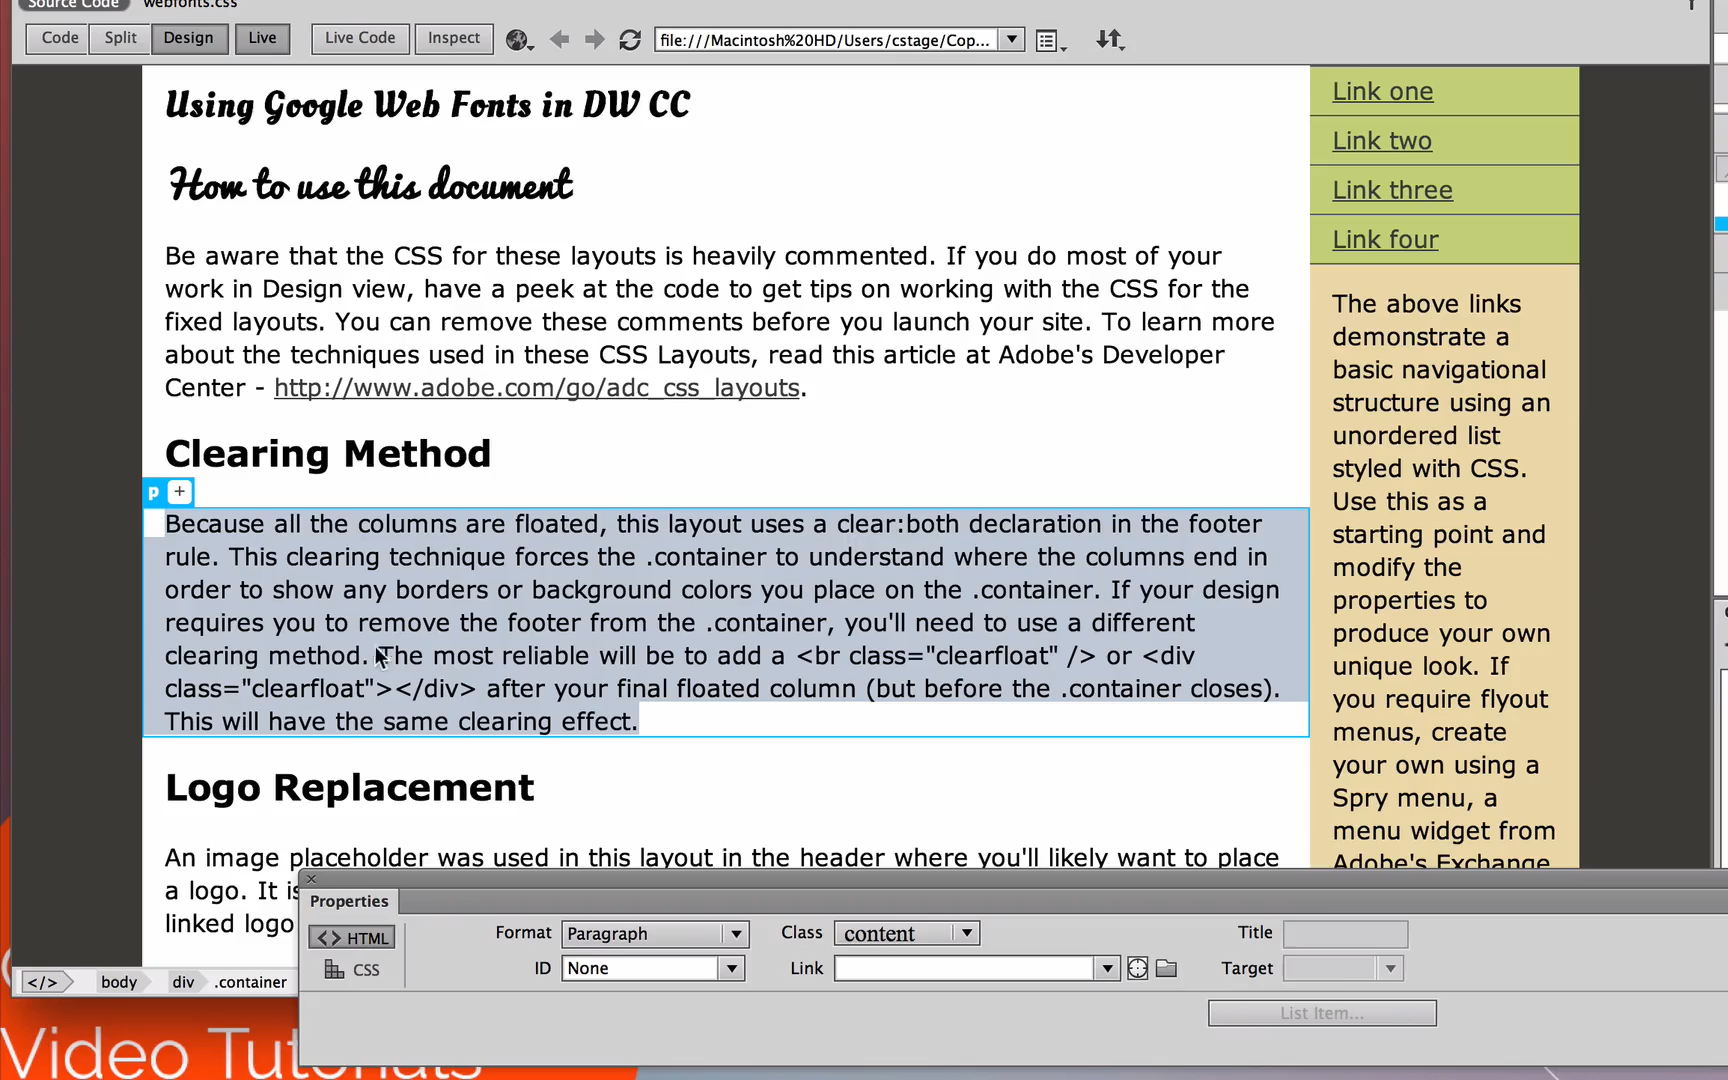 Source Code webfonts.css
Code Split Design Live Live Code Inspect file:///Macintosh%20HD/Users/cstage/Cop...
Using Google Web Fonts in DW CC
How to use this document
Be aware that the CSS for these layouts is heavily commented. If you do most of your
work in Design view, have a peek at the code to get tips on working with the CSS for the
fixed layouts. You can remove these comments before you launch your site. To learn more
about the techniques used in these CSS Layouts, read this article at Adobe's Developer
Center - http://www.adobe.com/go/adc_css_layouts.
Clearing Method
p +
Because all the columns are floated, this layout uses a clear:both declaration in the footer
rule. This clearing technique forces the .container to understand where the columns end in
order to show any borders or background colors you place on the .container. If your design
requires you to remove the footer from the .container, you'll need to use a different
clearing method. The most reliable will be to add a <br class="clearfloat" /> or <div
class="clearfloat"></div> after your final floated column (but before the .container closes).
This will have the same clearing effect.
Logo Replacement
An image placeholder was used in this layout in the header where you'll likely want to place
a logo. It is
linked logo
Link one
Link two
Link three
Link four
The above links
demonstrate a
basic navigational
structure using an
unordered list
styled with CSS.
Use this as a
starting point and
modify the
properties to
produce your own
unique look. If
you require flyout
menus, create
your own using a
Spry menu, a
menu widget from
Adobe's Exchange
</> body div .container
Properties
<> HTML
CSS
Format Paragraph Class content Title
ID None Link Target
List Item...
Video Tutorials